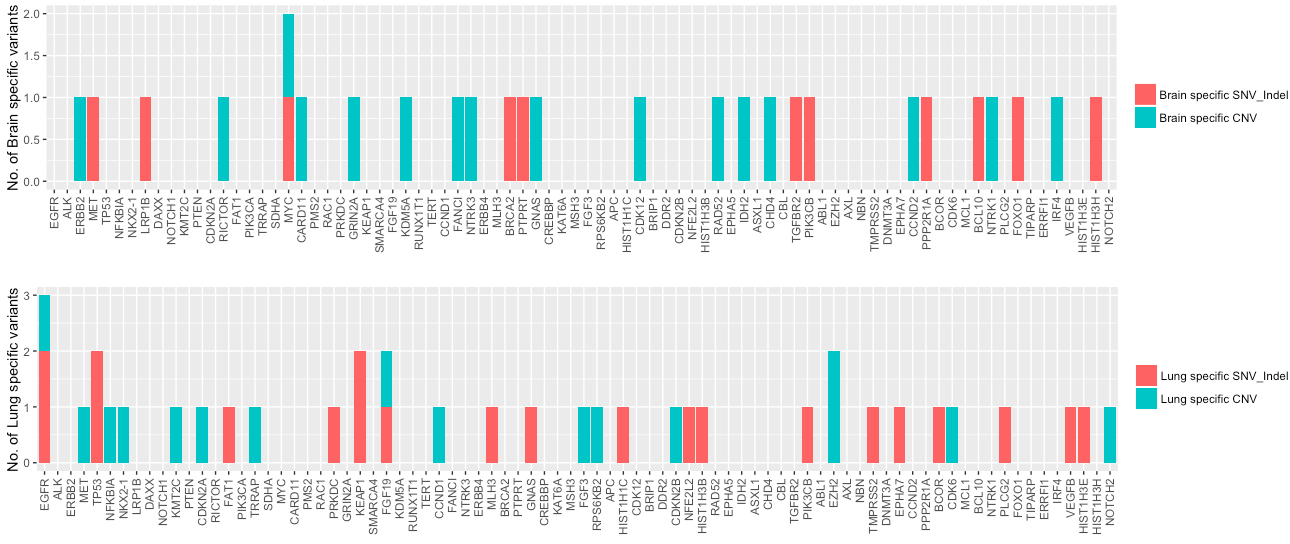 No. of Brain specific variants
2.0
1.5
1.0
0.5
0.0
EGFR
ALK
ERBB2
MET
TP53
NFKBIA
NKX2-1
LRP1B
DAXX
NOTCH1
KMT2C
PTEN
CDKN2A
RICTOR
FAT1
PIK3CA
TRRAP
SDHA
MYC
CARD11
PMS2
RAC1
PRKDC
GRIN2A
KEAP1
SMARCA4
FGF19
KDM5A
RUNX1T1
TERT
CCND1
FANCI
NTRK3
ERBB4
MLH3
BRCA2
PTPRT
GNAS
CREBBP
KAT6A
MSH3
FGF3
RPS6KB2
APC
HIST1H1C
CDK12
BRIP1
DDR2
CDKN2B
NFE2L2
HIST1H3B
RAD52
EPHA5
IDH2
ASXL1
CHD4
CBL
TGFBR2
PIK3CB
ABL1
EZH2
AXL
NBN
TMPRSS2
DNMT3A
EPHA7
CCND2
PPP2R1A
BCOR
CDK6
MCL1
BCL10
NTRK1
PLCG2
FOXO1
TIPARP
ERRFI1
IRF4
VEGFB
HIST1H3E
HIST1H3H
NOTCH2
Brain specific SNV_Indel
Brain specific CNV
No. of Lung specific variants
3
2
1
0
EGFR
ALK
ERBB2
MET
TP53
NFKBIA
NKX2-1
LRP1B
DAXX
NOTCH1
KMT2C
PTEN
CDKN2A
RICTOR
FAT1
PIK3CA
TRRAP
SDHA
MYC
CARD11
PMS2
RAC1
PRKDC
GRIN2A
KEAP1
SMARCA4
FGF19
KDM5A
RUNX1T1
TERT
CCND1
FANCI
NTRK3
ERBB4
MLH3
BRCA2
PTPRT
GNAS
CREBBP
KAT6A
MSH3
FGF3
RPS6KB2
APC
HIST1H1C
CDK12
BRIP1
DDR2
CDKN2B
NFE2L2
HIST1H3B
RAD52
EPHA5
IDH2
ASXL1
CHD4
CBL
TGFBR2
PIK3CB
ABL1
EZH2
AXL
NBN
TMPRSS2
DNMT3A
EPHA7
CCND2
PPP2R1A
BCOR
CDK6
MCL1
BCL10
NTRK1
PLCG2
FOXO1
TIPARP
ERRFI1
IRF4
VEGFB
HIST1H3E
HIST1H3H
NOTCH2
Lung specific SNV_Indel
Lung specific CNV